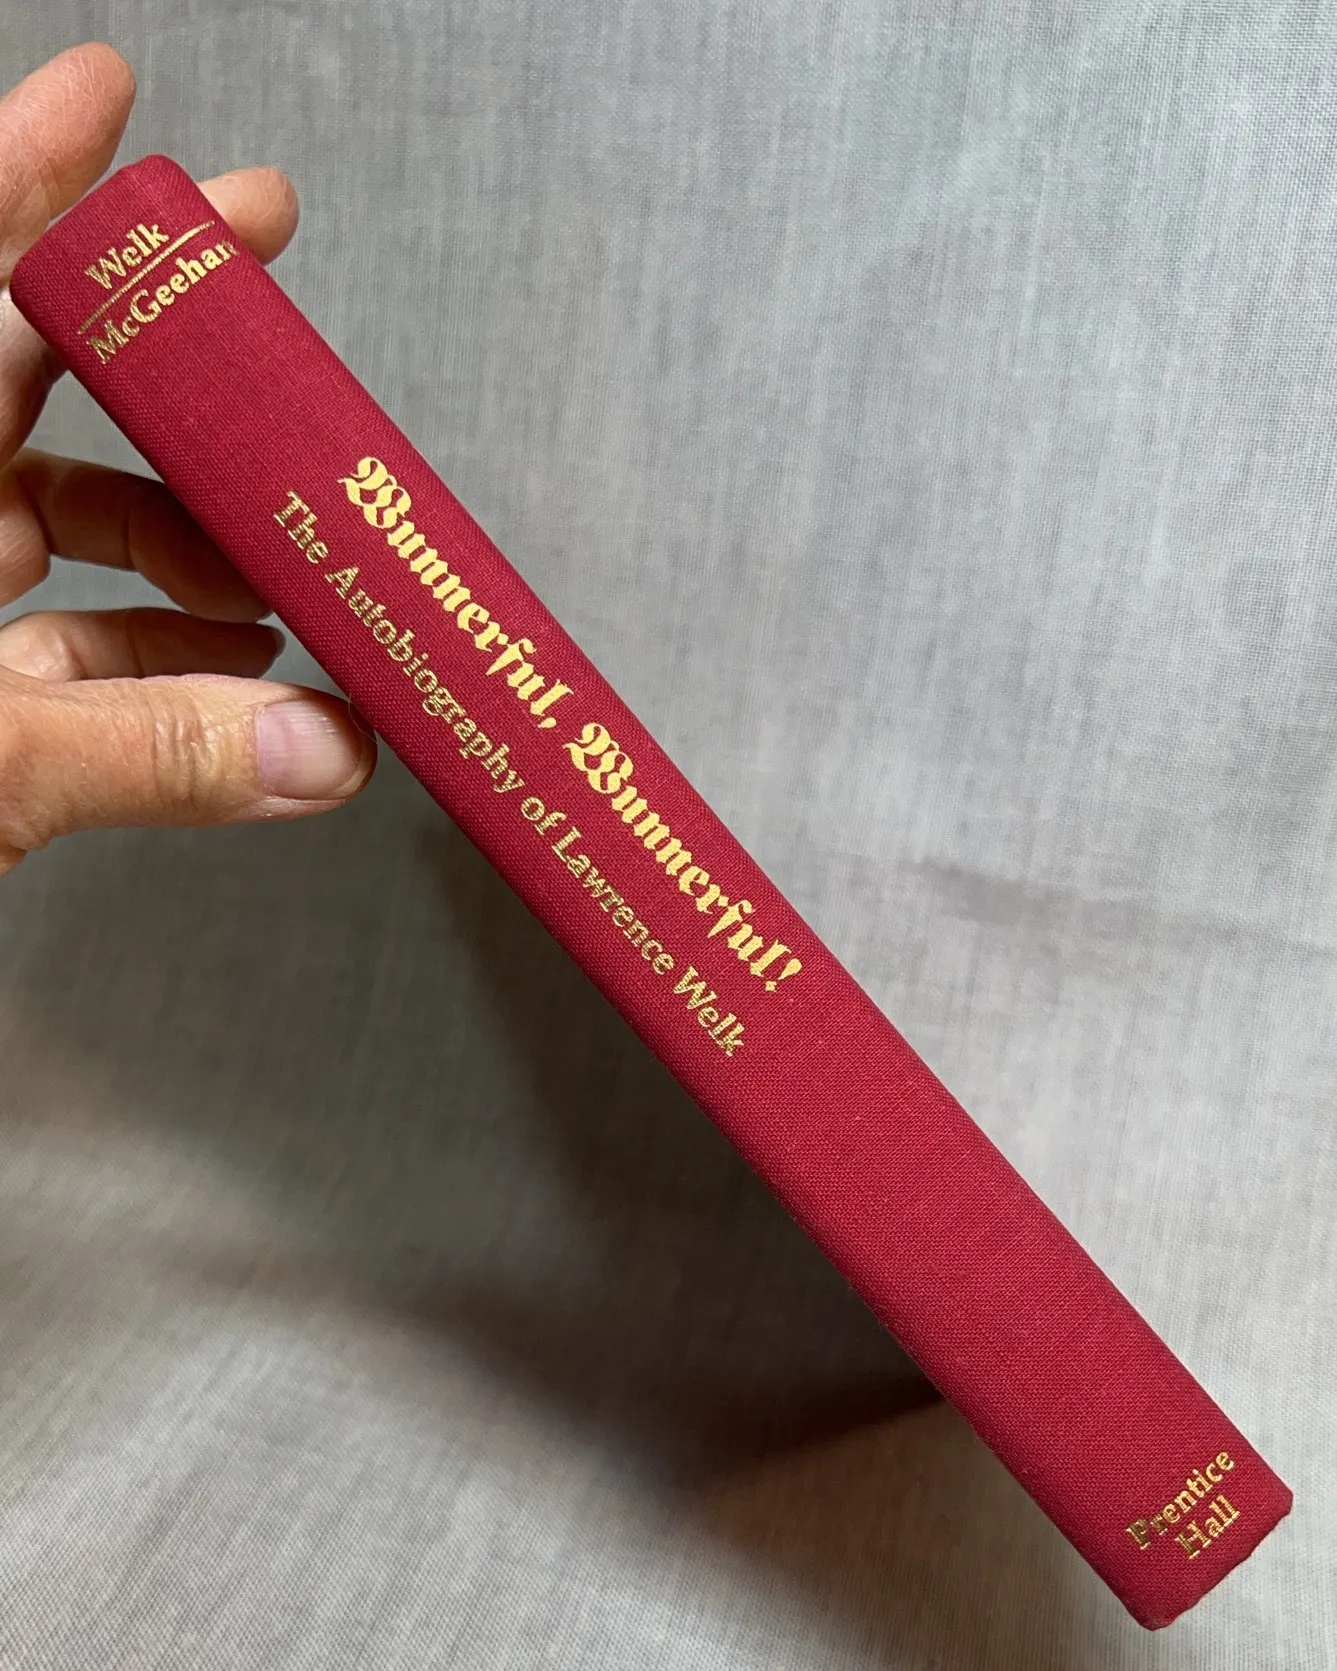 Welk
McGeehan
Wunnerful, Wunnerful!
The Autobiography of Lawrence Welk
Prentice
Hall